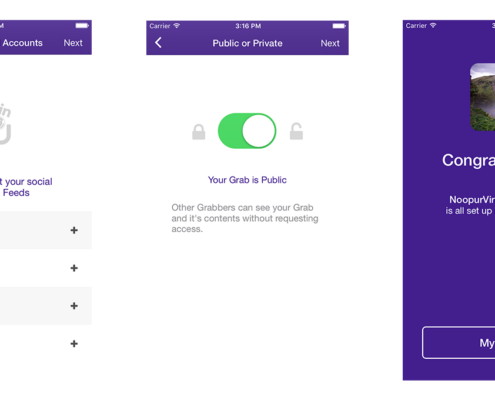 Accounts Next
t your social
Feeds
+
+
+
+
Carrier 3:16 PM
Public or Private Next
Your Grab is Public
Other Grabbers can see your Grab
and it's contents without requesting
access.
Carrier
Congra
NoopurVir
is all set up
My